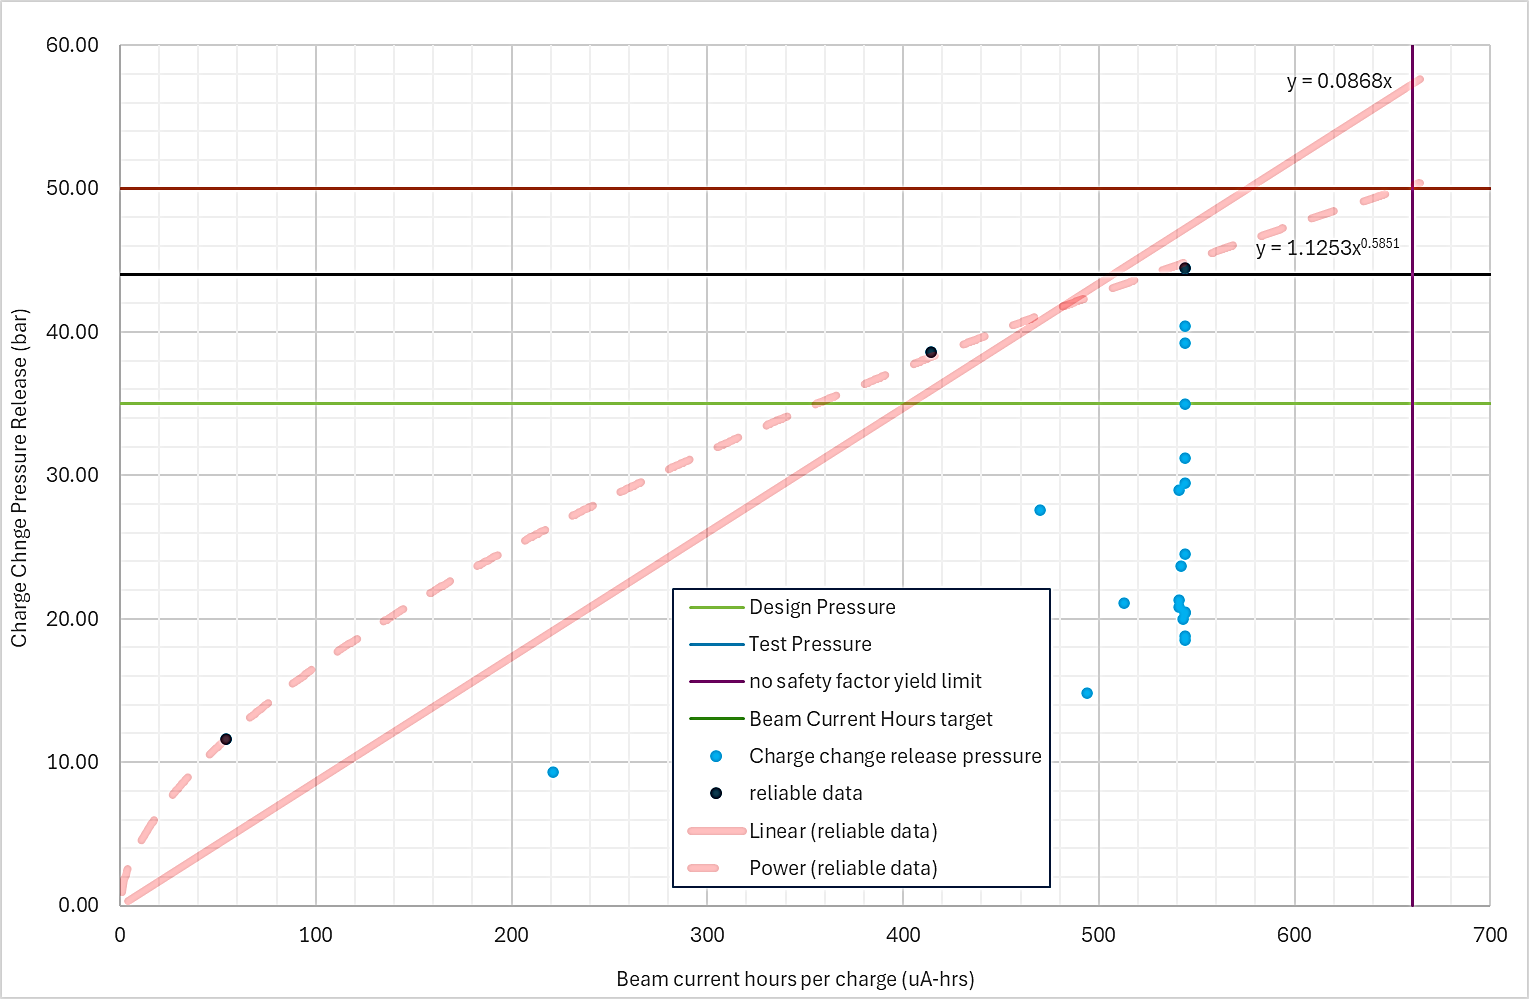 60.00
y = 0.0868x
50.00
y = 1.1253x^0.5851
40.00
30.00
20.00
10.00
0.00
Charge Chnge Pressure Release (bar)
Design Pressure
Test Pressure
no safety factor yield limit
Beam Current Hours target
Charge change release pressure
reliable data
Linear (reliable data)
Power (reliable data)
0 100 200 300 400 500 600 700
Beam current hours per charge (uA-hrs)